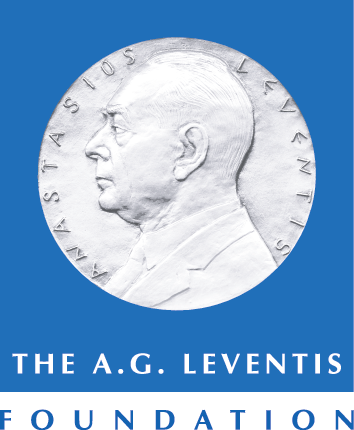 ANASTASIOS LEVENTIS
THE A.G. LEVENTIS
FOUNDATION